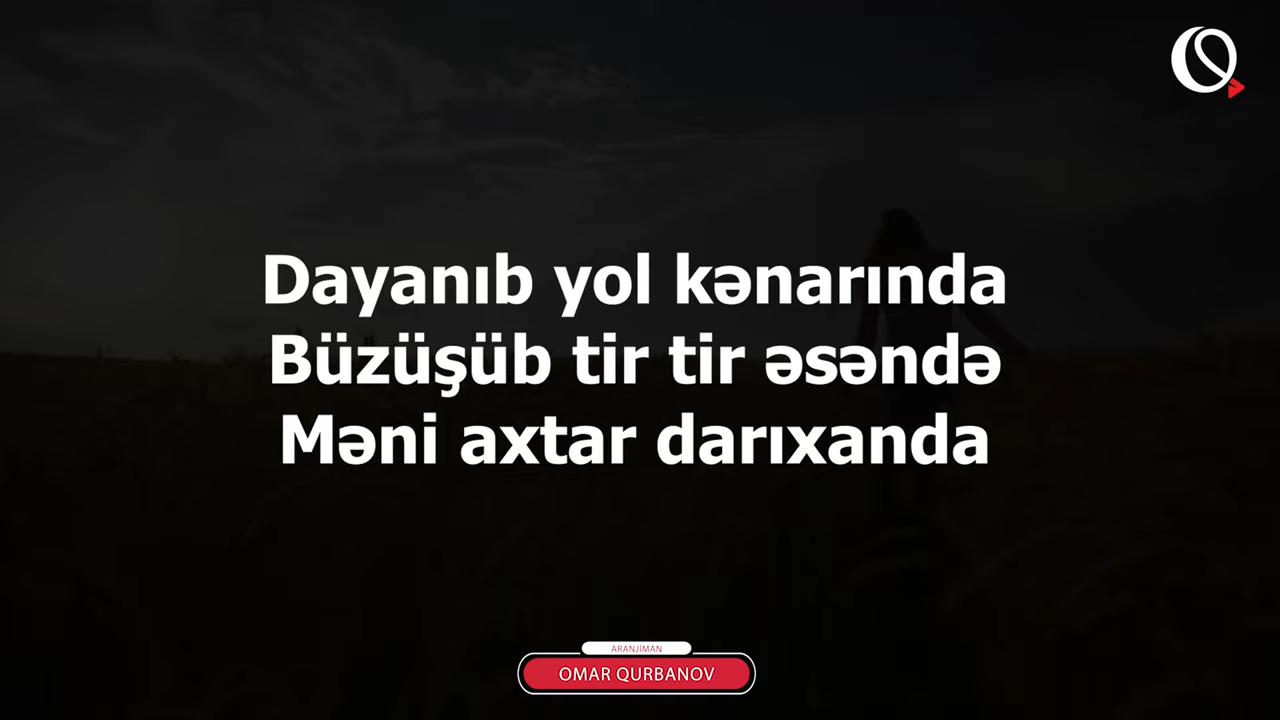 Dayanıb yol kənarında
Büzüşüb tir tir əsəndə
Məni axtar darıxanda
ARANJİMAN
OMAR QURBANOV